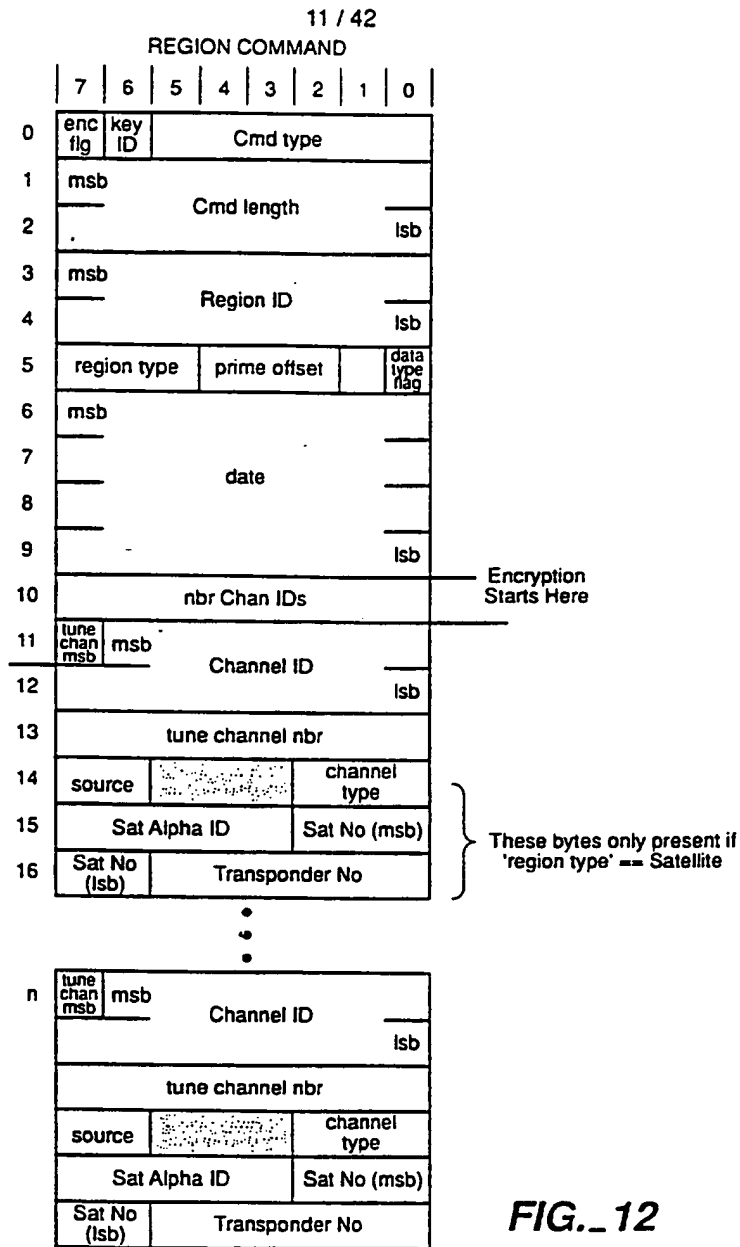 11 / 42
REGION COMMAND
7 6 5 4 3 2 1 0
0 enc flg key ID Cmd type
1 msb
Cmd length
2 lsb
3 msb
Region ID
4 lsb
5 region type prime offset data type flag
6 msb
7
date
8
9 lsb
Encryption
Starts Here
10 nbr Chan IDs
11 tune chan msb msb
Channel ID
12 lsb
13 tune channel nbr
14 source channel type
15 Sat Alpha ID Sat No (msb)
16 Sat No (lsb) Transponder No
These bytes only present if
'region type' == Satellite
n tune chan msb msb
Channel ID
lsb
tune channel nbr
source channel type
Sat Alpha ID Sat No (msb)
Sat No (lsb) Transponder No
FIG._12